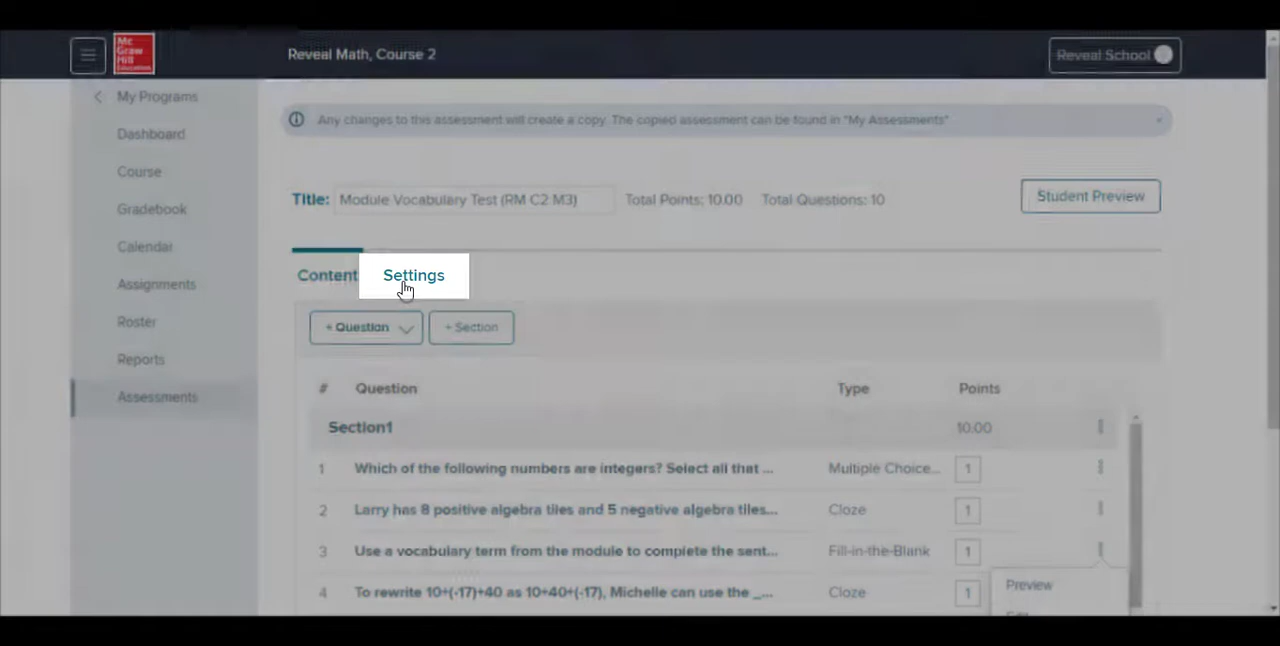 Mc
Graw
Hill
Education
Reveal Math, Course 2
Reveal School
My Programs
Dashboard
Course
Gradebook
Calendar
Assignments
Roster
Reports
Assessments
Any changes to this assessment will create a copy. The copied assessment can be found in "My Assessments"
Title: Module Vocabulary Test (RM C2 M3) Total Points: 10.00 Total Questions: 10
Student Preview
Content Settings
+ Question + Section
# Question Type Points
Section1 10.00
1 Which of the following numbers are integers? Select all that ... Multiple Choice... 1
2 Larry has 8 positive algebra tiles and 5 negative algebra tiles... Cloze 1
3 Use a vocabulary term from the module to complete the sent... Fill-in-the-Blank 1
4 To rewrite 10+(-17)+40 as 10+40+(-17), Michelle can use the _... Cloze 1
Preview